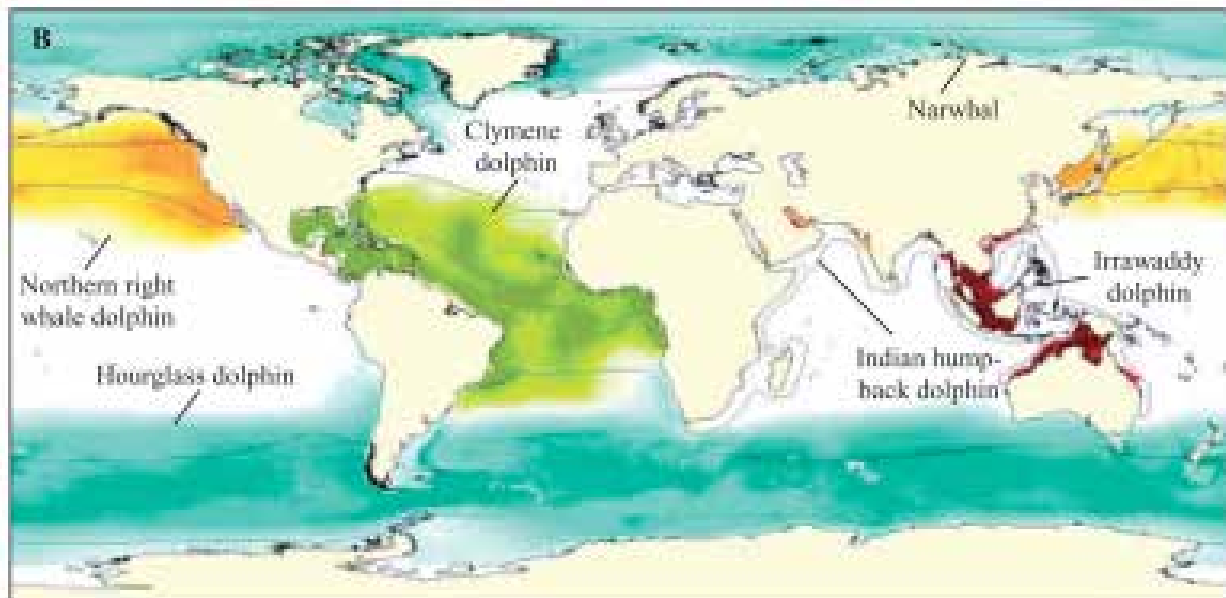 B
Narwhal
Clymene
dolphin
Northern right
whale dolphin
Irrawaddy
dolphin
Indian hump-
back dolphin
Hourglass dolphin